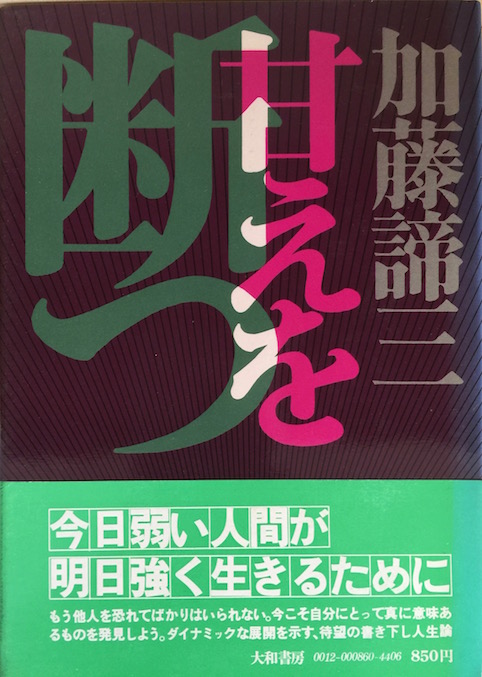 加藤諦三
甘えを
断つ
今日弱い人間が
明日強く生きるために
もう他人を恐れてばかりはいられない。今こそ自分にとって真に意味あ
るものを発見しよう。ダイナミックな展開を示す、待望の書き下し人生論
大和書房 0012-000860-4406 850円